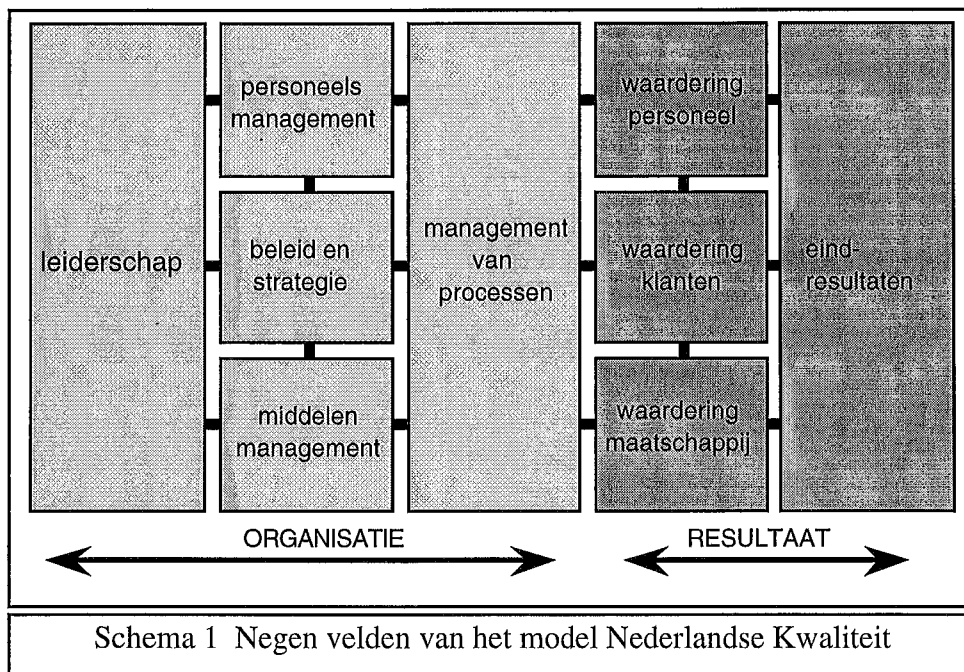 leiderschap
personeels
management
beleid en
strategie
middelen
management
management
van
processen
waardering
personeel
waardering
klanten
waardering
maatschappij
eind-
resultaten
ORGANISATIE
RESULTAAT
Schema 1 Negen velden van het model Nederlandse Kwaliteit